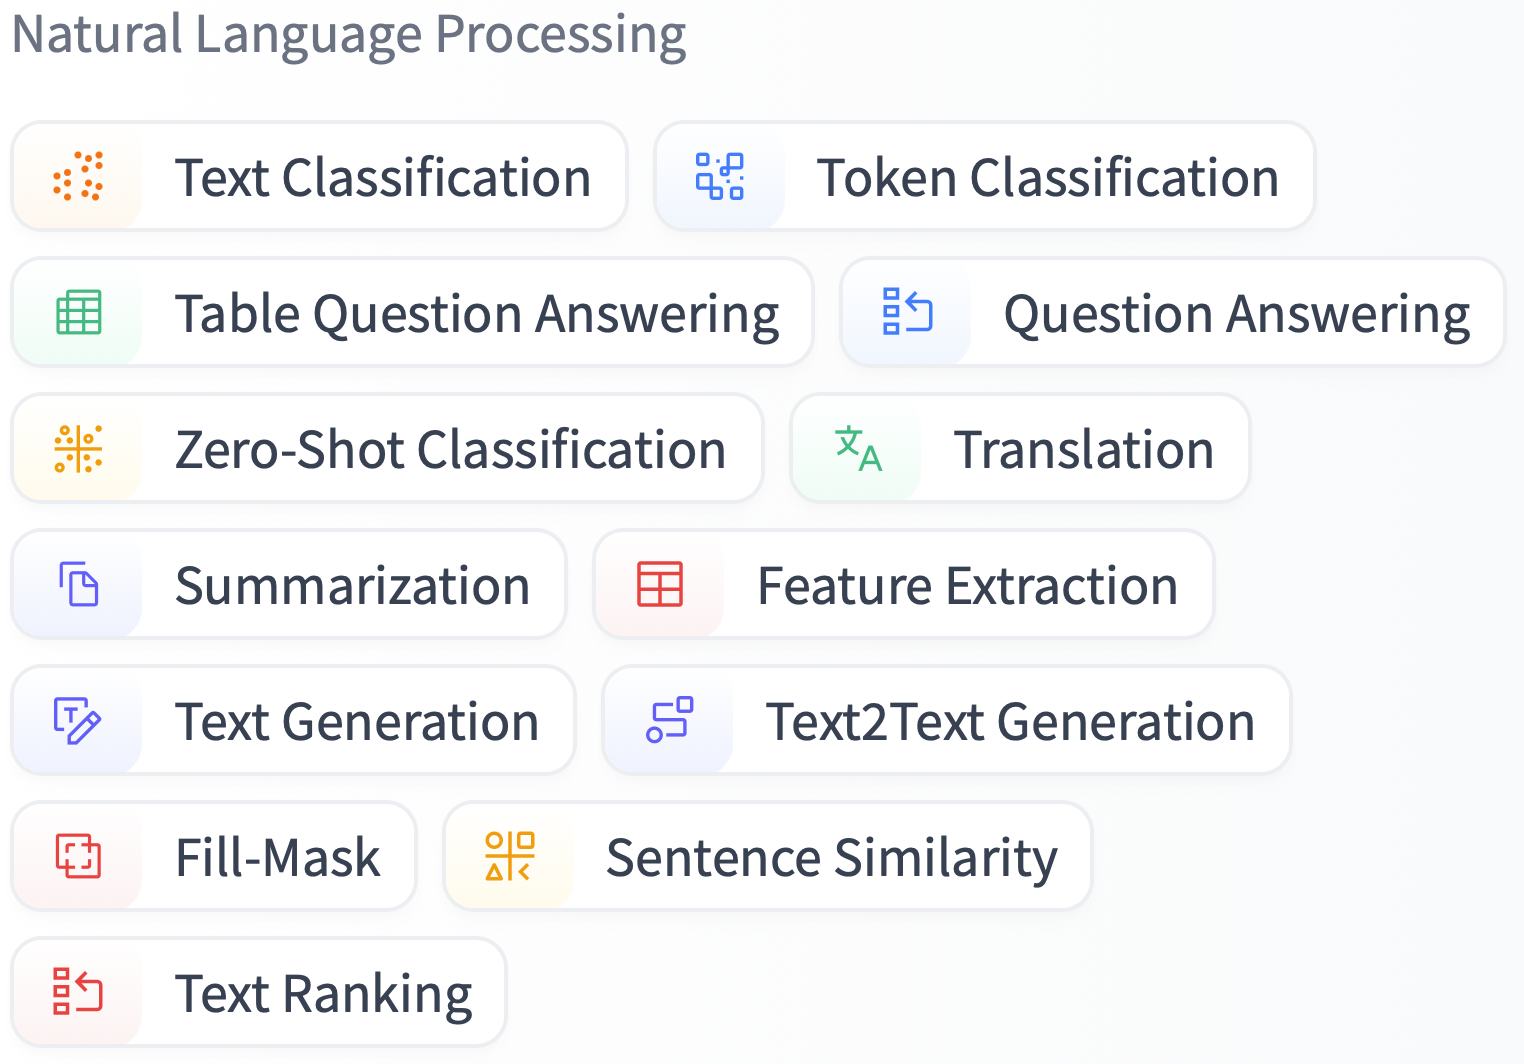 Natural Language Processing
Text Classification
Token Classification
Table Question Answering
Question Answering
Zero-Shot Classification
Translation
Summarization
Feature Extraction
Text Generation
Text2Text Generation
Fill-Mask
Sentence Similarity
Text Ranking